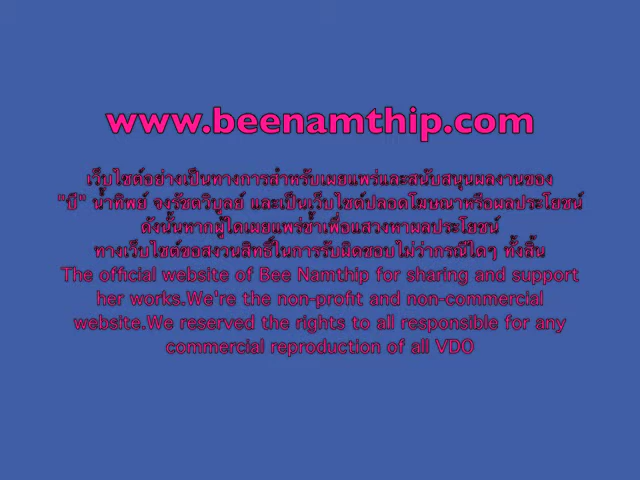 www.beenamthip.com
เว็บไซต์อย่างเป็นทางการสำหรับเผยแพร่และสนับสนุนผลงานของ
"บี" น้ำทิพย์ จงรัชตวิบูลย์ และเป็นเว็บไซต์ปลอดโฆษณาหรือผลประโยชน์
ดังนั้นหากผู้ใดเผยแพร่ซ้ำเพื่อแสวงหาผลประโยชน์
ทางเว็บไซต์ขอสงวนสิทธิ์ในการรับผิดชอบไม่ว่ากรณีใดๆ ทั้งสิ้น
The official website of Bee Namthip for sharing and support
her works.We're the non-profit and non-commercial
website.We reserved the rights to all responsible for any
commercial reproduction of all VDO